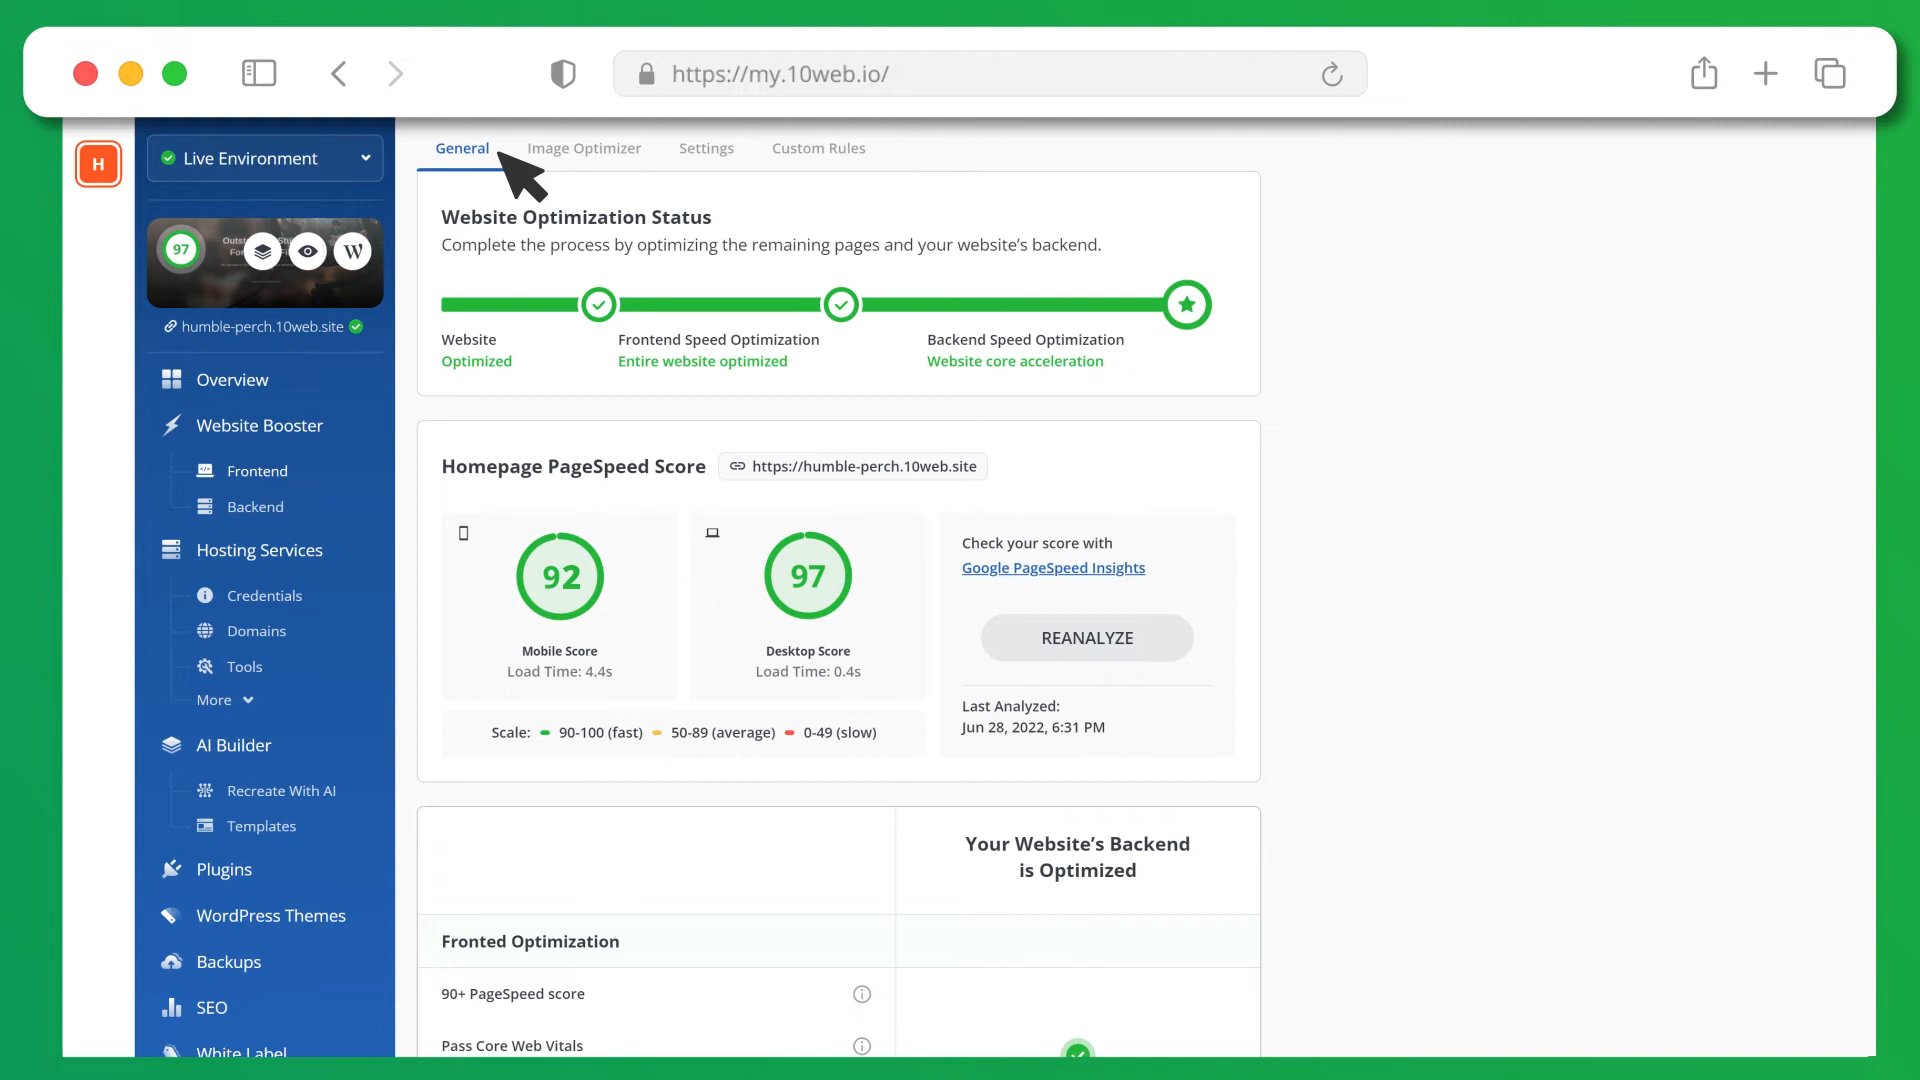 https://my.10web.io/
H
Live Environment
General
Image Optimizer
Settings
Custom Rules
97
W
humble-perch.10web.site
Overview
Website Booster
Frontend
Backend
Hosting Services
Credentials
Domains
Tools
More
AI Builder
Recreate With AI
Templates
Plugins
WordPress Themes
Backups
SEO
White Label
Website Optimization Status
Complete the process by optimizing the remaining pages and your website’s backend.
Website
Optimized
Frontend Speed Optimization
Entire website optimized
Backend Speed Optimization
Website core acceleration
Homepage PageSpeed Score
https://humble-perch.10web.site
92
Mobile Score
Load Time: 4.4s
97
Desktop Score
Load Time: 0.4s
Scale: 90-100 (fast) 50-89 (average) 0-49 (slow)
Check your score with
Google PageSpeed Insights
REANALYZE
Last Analyzed:
Jun 28, 2022, 6:31 PM
Your Website’s Backend
is Optimized
Fronted Optimization
90+ PageSpeed score
Pass Core Web Vitals